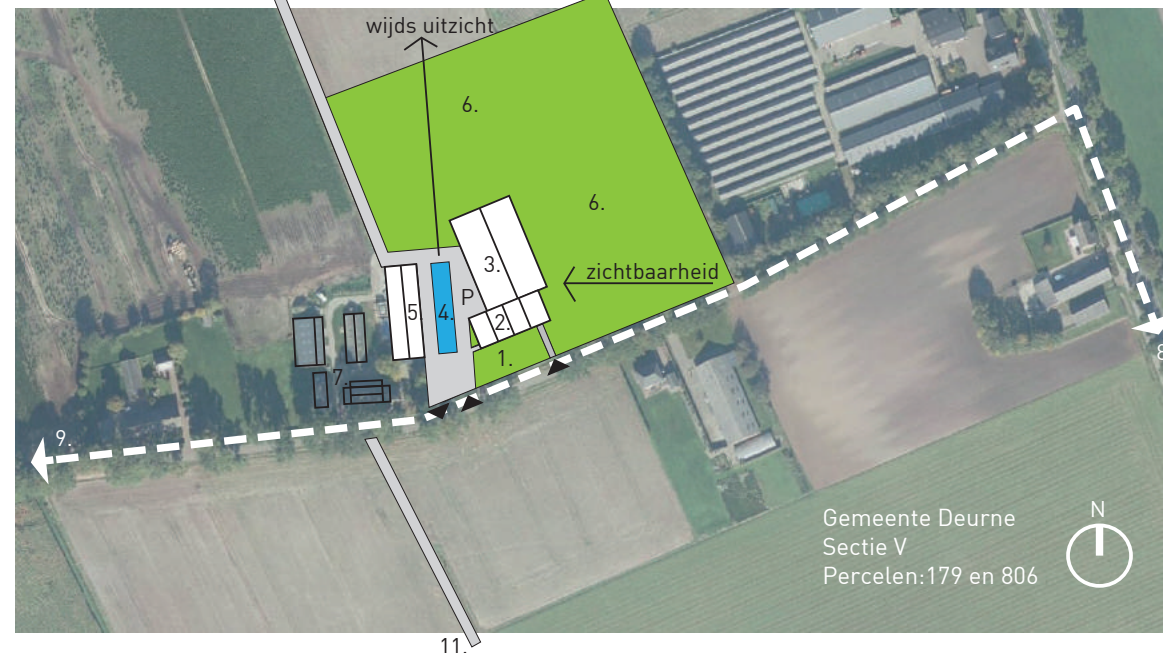 wijds uitzicht
6.
6.
3.
zichtbaarheid
P
5.
4.
2.
1.
7.
8
9.
Gemeente Deurne
Sectie V
Percelen:179 en 806
N
11.